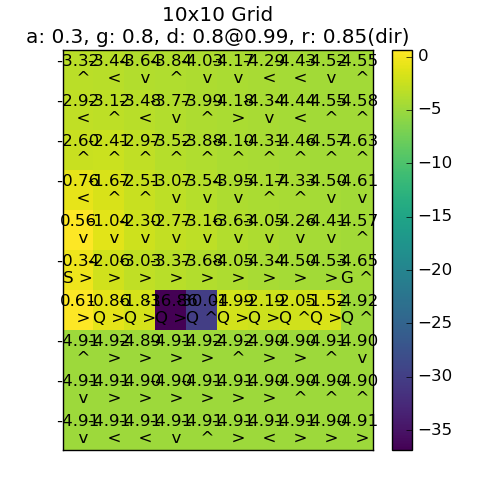 10x10 Grid
a: 0.3, g: 0.8, d: 0.8@0.99, r: 0.85(dir)
-3.32 -3.44 -3.64 -3.84 -4.03 -4.17 -4.29 -4.43 -4.52 -4.55
^ < v ^ v v < < v ^
-2.92 -3.12 -3.48 -3.77 -3.99 -4.18 -4.34 -4.44 -4.55 -4.58
< ^ < v ^ > v < ^ ^
-2.60 -2.41 -2.97 -3.52 -3.88 -4.10 -4.31 -4.46 -4.57 -4.63
^ ^ ^ ^ ^ ^ ^ ^ ^ ^
-0.76 -1.67 -2.51 -3.07 -3.54 -3.95 -4.17 -4.33 -4.50 -4.61
< ^ ^ v v v ^ ^ v v
0.56 -1.04 -2.30 -2.77 -3.16 -3.63 -4.05 -4.26 -4.41 -4.57
v v v v v v v v v ^
-0.34 -2.06 -3.03 -3.37 -3.68 -4.05 -4.34 -4.50 -4.53 -4.65
S > > > > > > > > > G ^
0.61 -0.86 -1.83 -1.99 -2.19 -2.05 -1.52 -4.92
> Q > Q > Q > Q ^ Q > Q > Q ^ Q > Q ^
-4.91 -4.92 -4.89 -4.91 -4.92 -4.91 -4.92 -4.90 -4.91 -4.90
^ > > > > ^ > > ^ v
-4.91 -4.91 -4.90 -4.90 -4.91 -4.91 -4.90 -4.90 -4.90 -4.90
v > > > > > > ^ ^ ^
-4.91 -4.91 -4.91 -4.91 -4.91 -4.91 -4.91 -4.90 -4.90 -4.91
v < < v ^ > < > > >
0
−5
−10
−15
−20
−25
−30
−35